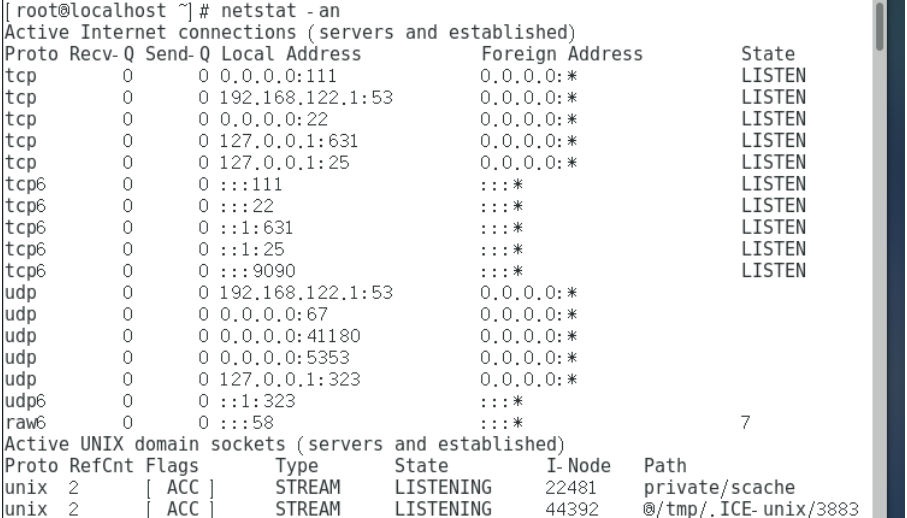 [root@localhost ~]# netstat -an
Active Internet connections (servers and established)
Proto Recv-Q Send-Q Local Address           Foreign Address         State
tcp        0      0 0.0.0.0:111             0.0.0.0:*               LISTEN
tcp        0      0 192.168.122.1:53        0.0.0.0:*               LISTEN
tcp        0      0 0.0.0.0:22              0.0.0.0:*               LISTEN
tcp        0      0 127.0.0.1:631           0.0.0.0:*               LISTEN
tcp        0      0 127.0.0.1:25            0.0.0.0:*               LISTEN
tcp6       0      0 :::111                  :::*                    LISTEN
tcp6       0      0 :::22                   :::*                    LISTEN
tcp6       0      0 ::1:631                 :::*                    LISTEN
tcp6       0      0 ::1:25                  :::*                    LISTEN
tcp6       0      0 :::9090                 :::*                    LISTEN
udp        0      0 192.168.122.1:53        0.0.0.0:*
udp        0      0 0.0.0.0:67              0.0.0.0:*
udp        0      0 0.0.0.0:41180           0.0.0.0:*
udp        0      0 0.0.0.0:5353            0.0.0.0:*
udp        0      0 127.0.0.1:323           0.0.0.0:*
udp6       0      0 ::1:323                 :::*
raw6       0      0 :::58                   :::*                    7
Active UNIX domain sockets (servers and established)
Proto RefCnt Flags       Type       State         I-Node   Path
unix  2      [ ACC ]     STREAM     LISTENING     22481    private/scache
unix  2      [ ACC ]     STREAM     LISTENING     44392    @/tmp/.ICE-unix/3883